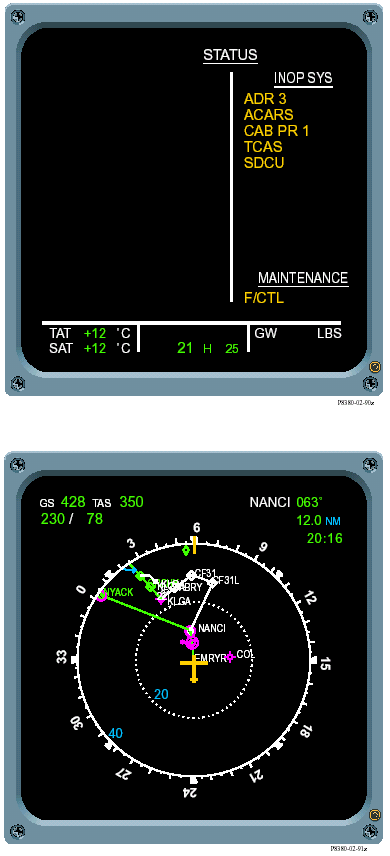 STATUS
INOP SYS
ADR 3
ACARS
CAB PR 1
TCAS
SDCU
MAINTENANCE
F/CTL
TAT +12 °C GW LBS
SAT +12 °C 21 H 25
P8380-02-90z
GS 428 TAS 350 NANCI 063°
230 / 78 12.0 NM
20:16
6
3 9
0 12
33 15
30 18
27 21
24
CF31
CF31L
BRY
NYACK
KLGA
NANCI
EMRYR
COL
20
40
P8380-02-91z